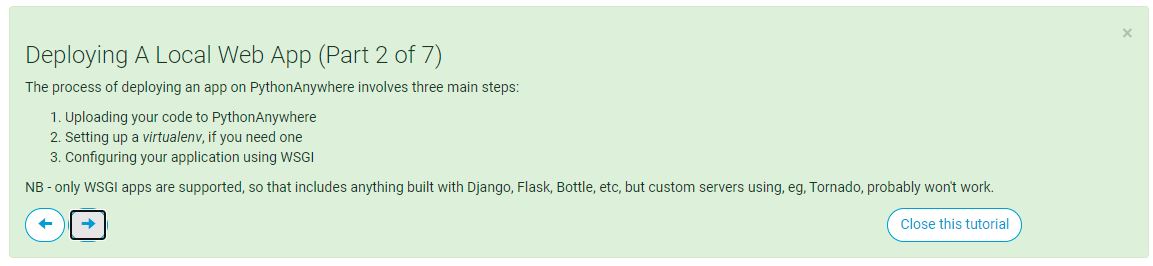 ×
Deploying A Local Web App (Part 2 of 7)
The process of deploying an app on PythonAnywhere involves three main steps:
1. Uploading your code to PythonAnywhere
2. Setting up a virtualenv, if you need one
3. Configuring your application using WSGI
NB - only WSGI apps are supported, so that includes anything built with Django, Flask, Bottle, etc, but custom servers using, eg, Tornado, probably won't work.
Close this tutorial